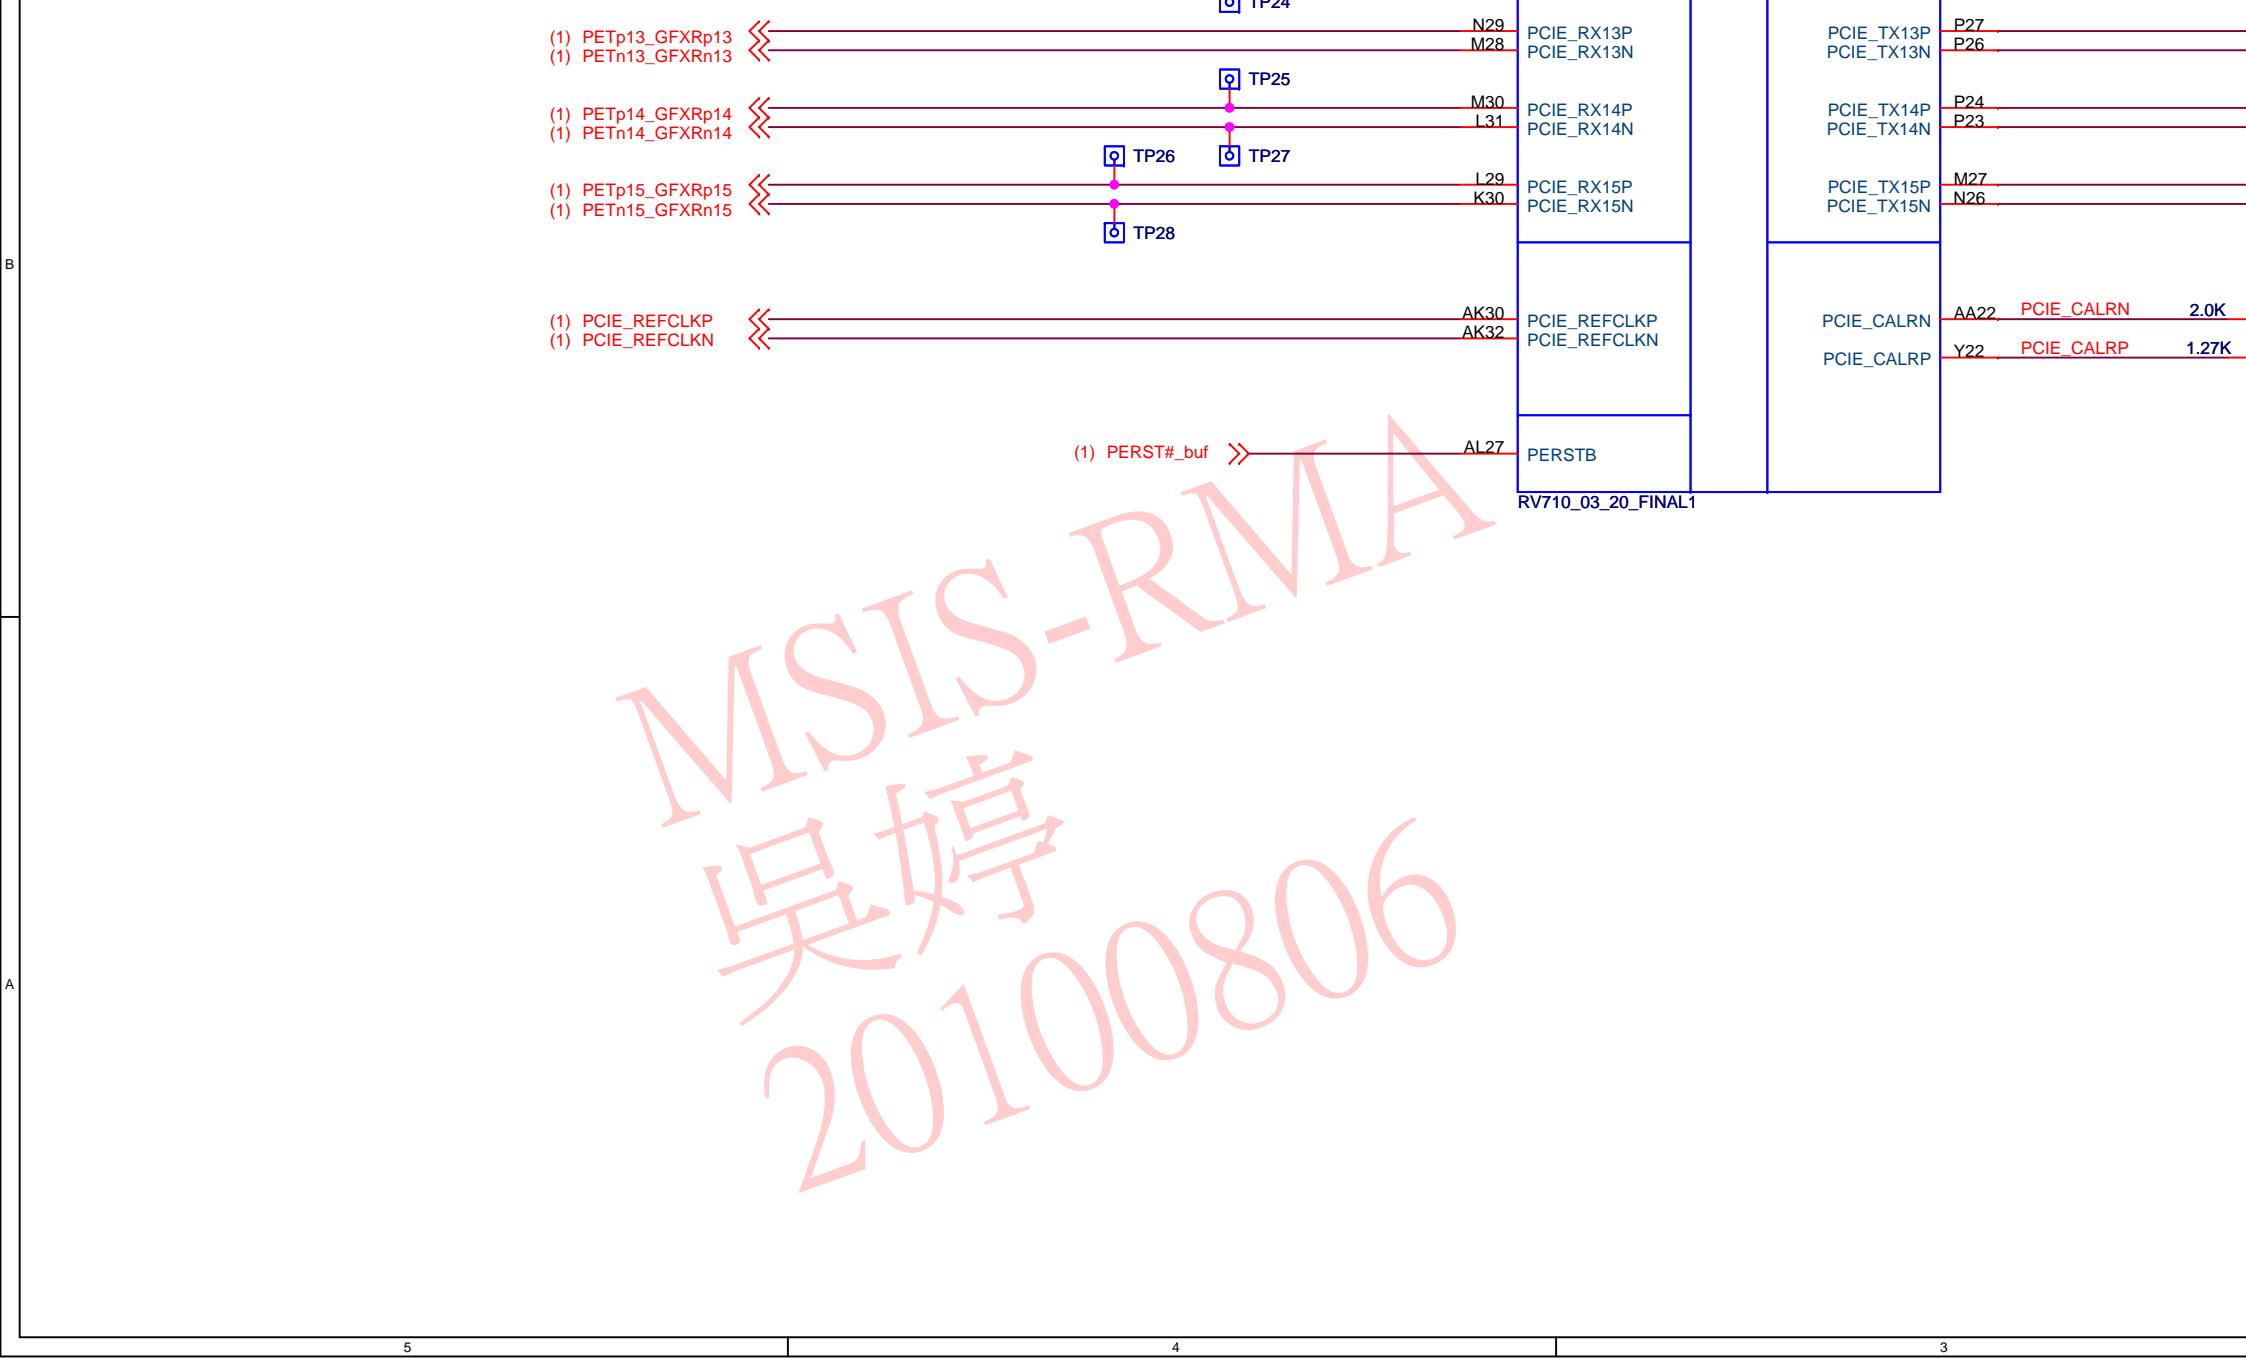 TP24
(1) PETp13_GFXRp13 N29 PCIE_RX13P PCIE_TX13P P27
(1) PETn13_GFXRn13 M28 PCIE_RX13N PCIE_TX13N P26
TP25
(1) PETp14_GFXRp14 M30 PCIE_RX14P PCIE_TX14P P24
(1) PETn14_GFXRn14 L31 PCIE_RX14N PCIE_TX14N P23
TP26 TP27
(1) PETp15_GFXRp15 L29 PCIE_RX15P PCIE_TX15P M27
(1) PETn15_GFXRn15 K30 PCIE_RX15N PCIE_TX15N N26
TP28
B
(1) PCIE_REFCLKP AK30 PCIE_REFCLKP PCIE_CALRN AA22 PCIE_CALRN 2.0K
(1) PCIE_REFCLKN AK32 PCIE_REFCLKN
PCIE_CALRP Y22 PCIE_CALRP 1.27K
(1) PERST#_buf AL27 PERSTB
RV710_03_20_FINAL1
MSIS-RMA
吳婷
20100806
A
5 4 3